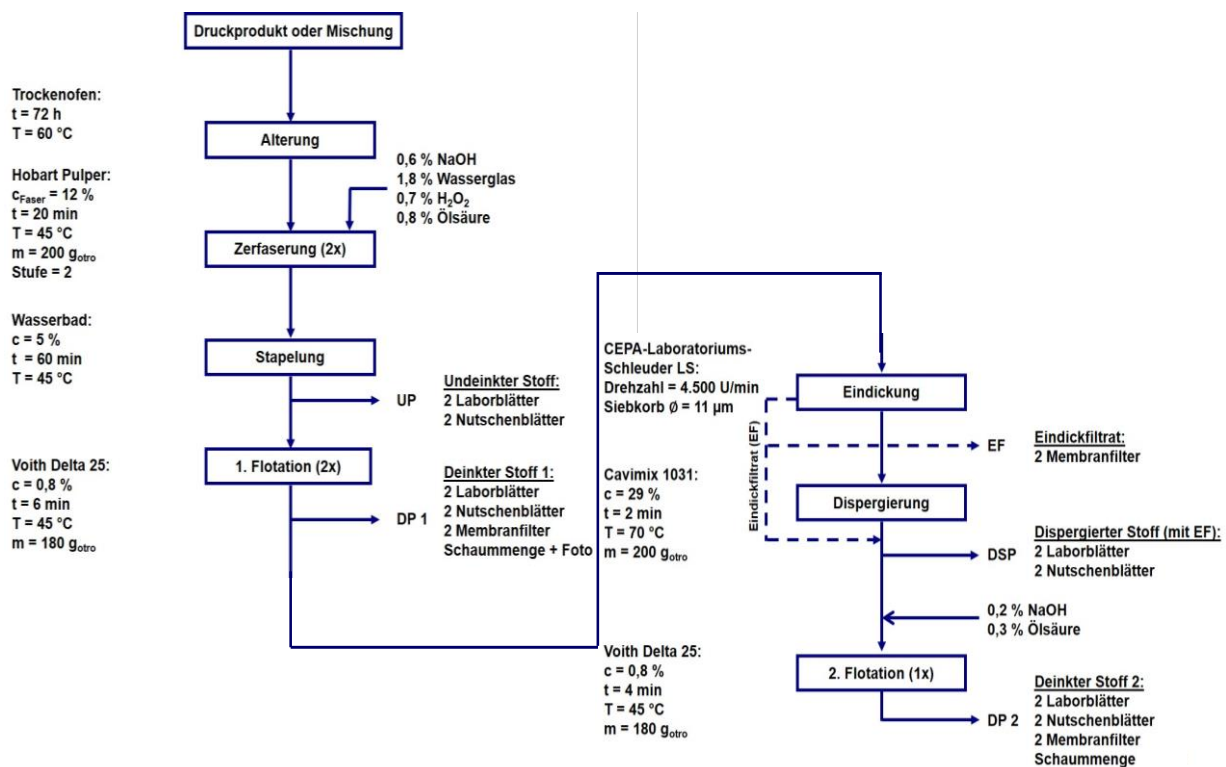 Druckprodukt oder Mischung
Trockenofen:
t = 72 h
T = 60 °C
Alterung
Hobart Pulper:
cFaser = 12 %
t = 20 min
T = 45 °C
m = 200 gotro
Stufe = 2
0,6 % NaOH
1,8 % Wasserglas
0,7 % H2O2
0,8 % Ölsäure
Zerfaserung (2x)
Wasserbad:
c = 5 %
t = 60 min
T = 45 °C
Stapelung
UP
Undeinkter Stoff:
2 Laborblätter
2 Nutschenblätter
Voith Delta 25:
c = 0,8 %
t = 6 min
T = 45 °C
m = 180 gotro
1. Flotation (2x)
DP 1
Deinkter Stoff 1:
2 Laborblätter
2 Nutschenblätter
2 Membranfilter
Schaummenge + Foto
CEPA-Laboratoriums-
Schleuder LS:
Drehzahl = 4.500 U/min
Siebkorb Ø = 11 µm
Eindickung
Eindickfiltrat (EF)
EF
Eindickfiltrat:
2 Membranfilter
Cavimix 1031:
c = 29 %
t = 2 min
T = 70 °C
m = 200 gotro
Dispergierung
DSP
Dispergierter Stoff (mit EF):
2 Laborblätter
2 Nutschenblätter
0,2 % NaOH
0,3 % Ölsäure
Voith Delta 25:
c = 0,8 %
t = 4 min
T = 45 °C
m = 180 gotro
2. Flotation (1x)
DP 2
Deinkter Stoff 2:
2 Laborblätter
2 Nutschenblätter
2 Membranfilter
Schaummenge